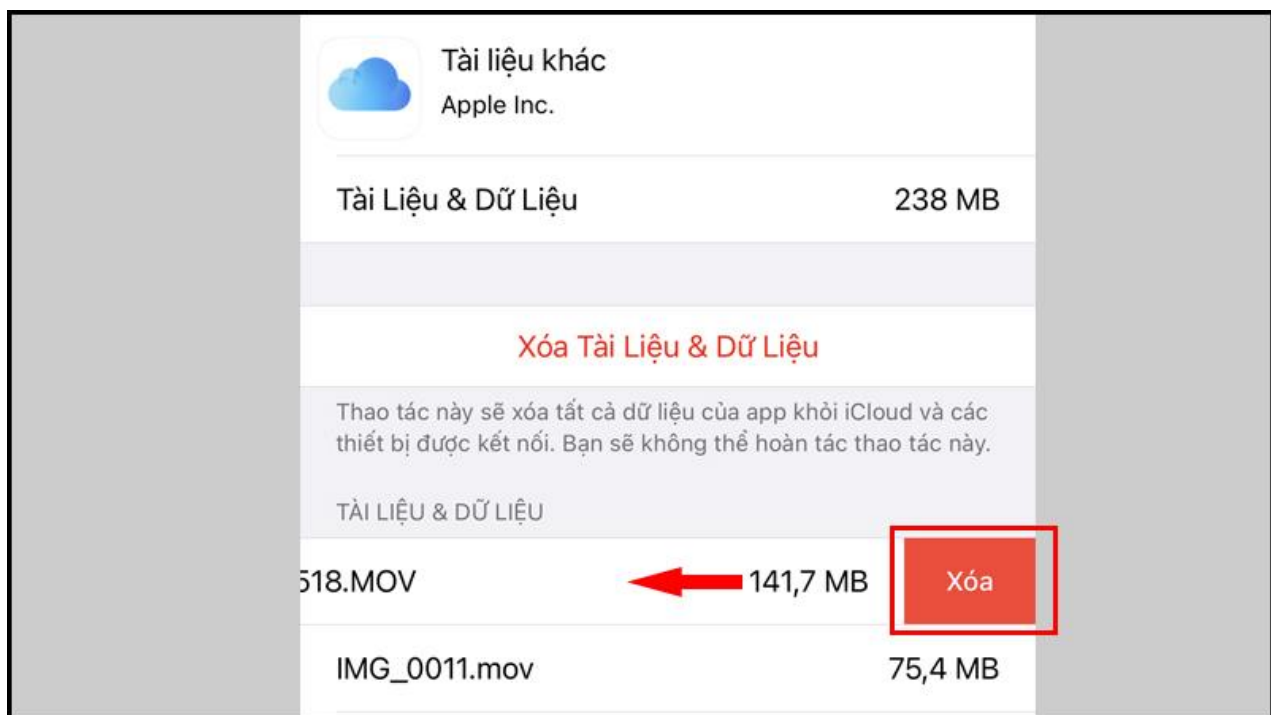 Tài liệu khác
Apple Inc.
Tài Liệu & Dữ Liệu 238 MB
Xóa Tài Liệu & Dữ Liệu
Thao tác này sẽ xóa tất cả dữ liệu của app khỏi iCloud và các
thiết bị được kết nối. Bạn sẽ không thể hoàn tác thao tác này.
TÀI LIỆU & DỮ LIỆU
518.MOV 141,7 MB Xóa
IMG_0011.mov 75,4 MB